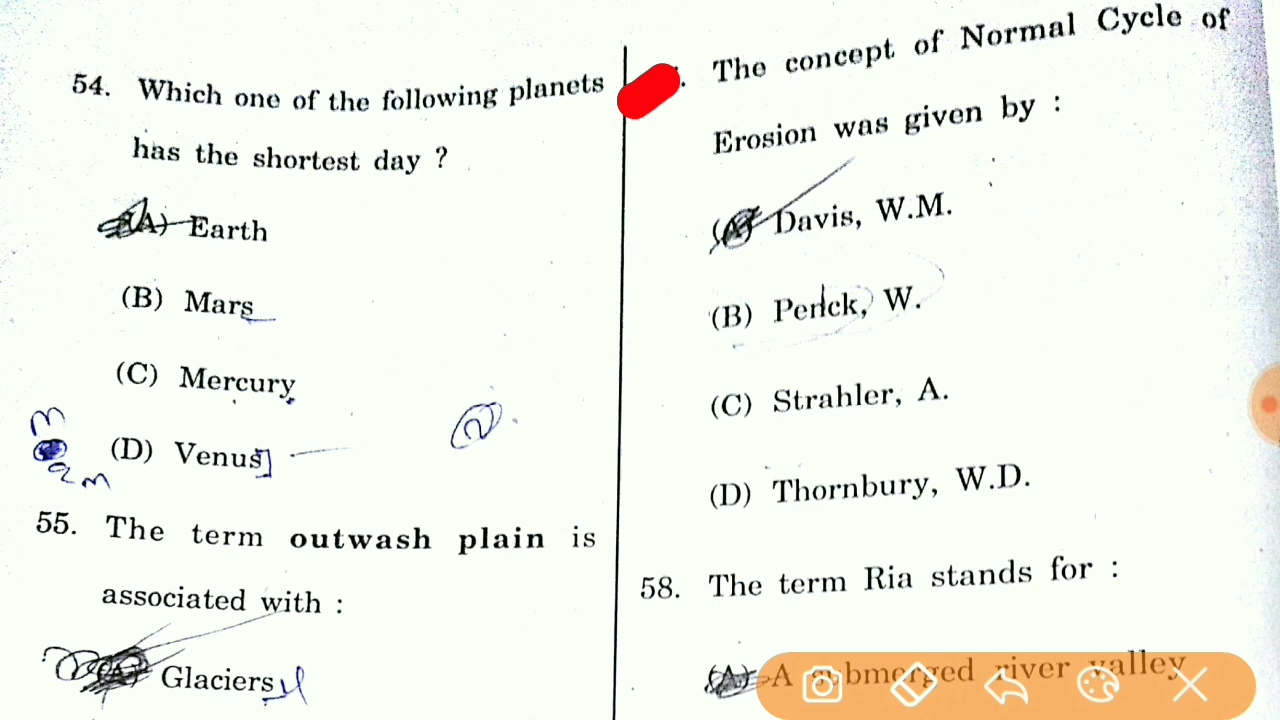 54. Which one of the following planets
has the shortest day ?
(A) Earth
(B) Mars
(C) Mercury
(D) Venus
m
2m
55. The term outwash plain is
associated with :
(A) Glaciers
The concept of Normal Cycle of
Erosion was given by :
(A) Davis, W.M.
(B) Penck, W.
(C) Strahler, A.
(D) Thornbury, W.D.
58. The term Ria stands for :
(A) A submerged river valley